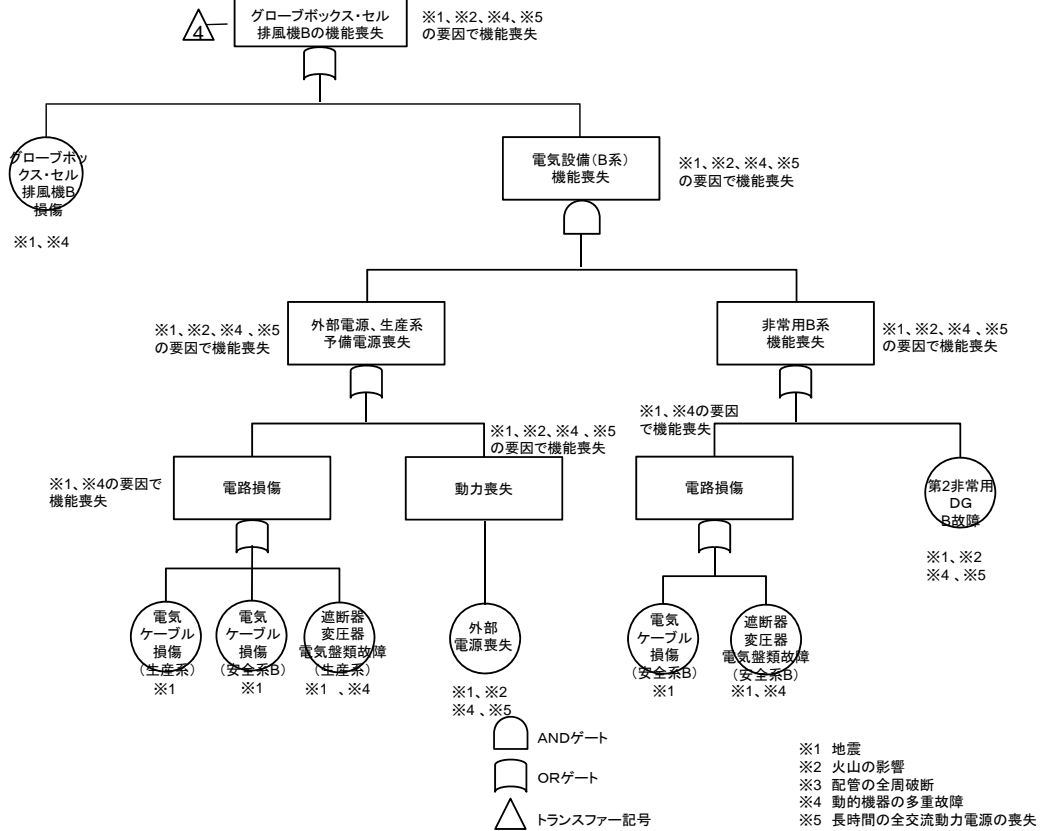 4
グローブボックス・セル
排風機Bの機能喪失
※1、※2、※4、※5
の要因で機能喪失
グローブボッ
クス・セル
排風機B
損傷
※1、※4
電気設備(B系)
機能喪失
※1、※2、※4、※5
の要因で機能喪失
※1、※2、※4 、※5
の要因で機能喪失
外部電源、生産系
予備電源喪失
非常用B系
機能喪失
※1、※2、※4 、※5
の要因で機能喪失
※1、※4の要因で
機能喪失
電路損傷
※1、※2、※4 、※5
の要因で機能喪失
動力喪失
※1、※4の要因
で機能喪失
電路損傷
第2非常用
DG
B故障
※1、※2
※4 、※5
電気
ケーブル
損傷
(生産系)
※1
電気
ケーブル
損傷
(安全系B)
※1
遮断器
変圧器
電気盤類故障
(生産系)
※1 、※4
外部
電源喪失
※1、※2
※4 、※5
電気
ケーブル
損傷
(安全系B)
※1
遮断器
変圧器
電気盤類故障
(安全系B)
※1、※4
ANDゲート
ORゲート
トランスファー記号
※1 地震
※2 火山の影響
※3 配管の全周破断
※4 動的機器の多重故障
※5 長時間の全交流動力電源の喪失